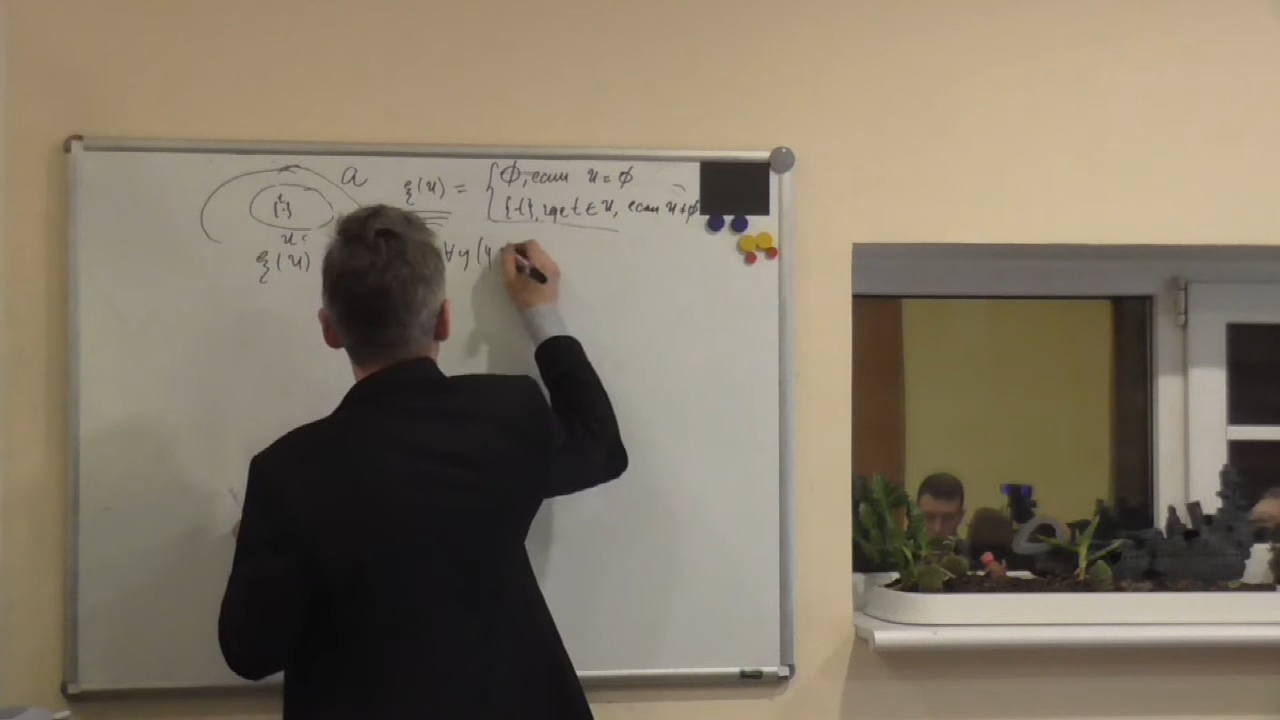 a
ξ(u) = { ∅, если u = ∅
{t}, где t ∈ u, если u ≠ ∅
t
{·}
u
ξ(u) ∀y(y